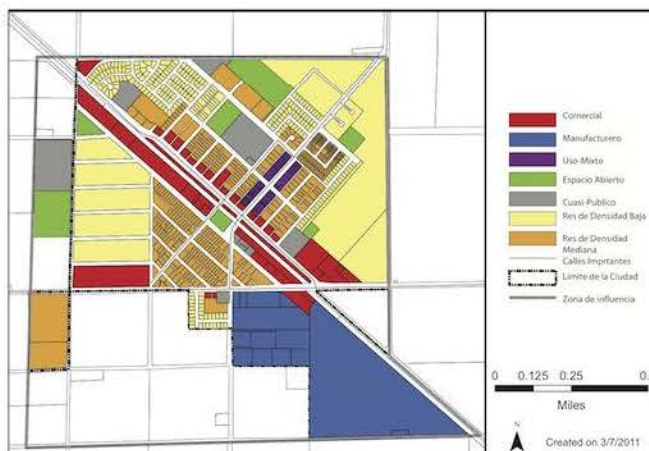 Comercial
Manufacturero
Uso-Mixto
Espacio Abierto
Cuasi-Publico
Res de Densidad Baja
Res de Densidad
Mediana
Calles Imprtantes
Limite de la Ciudad
Zona de influencia
0 0.125 0.25 0.
Miles
N
Created on 3/7/2011